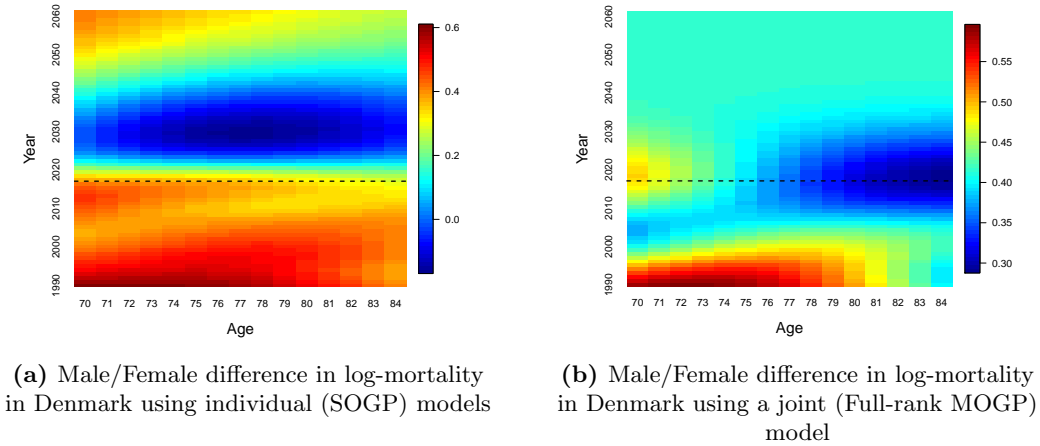 2060
2050
2040
2030
2020
2010
2000
1990
Year
70 71 72 73 74 75 76 77 78 79 80 81 82 83 84
Age
0.6
0.4
0.2
0.0
(a) Male/Female difference in log-mortality
in Denmark using individual (SOGP) models
2060
2050
2040
2030
2020
2010
2000
1990
Year
70 71 72 73 74 75 76 77 78 79 80 81 82 83 84
Age
0.55
0.50
0.45
0.40
0.35
0.30
(b) Male/Female difference in log-mortality
in Denmark using a joint (Full-rank MOGP)
model